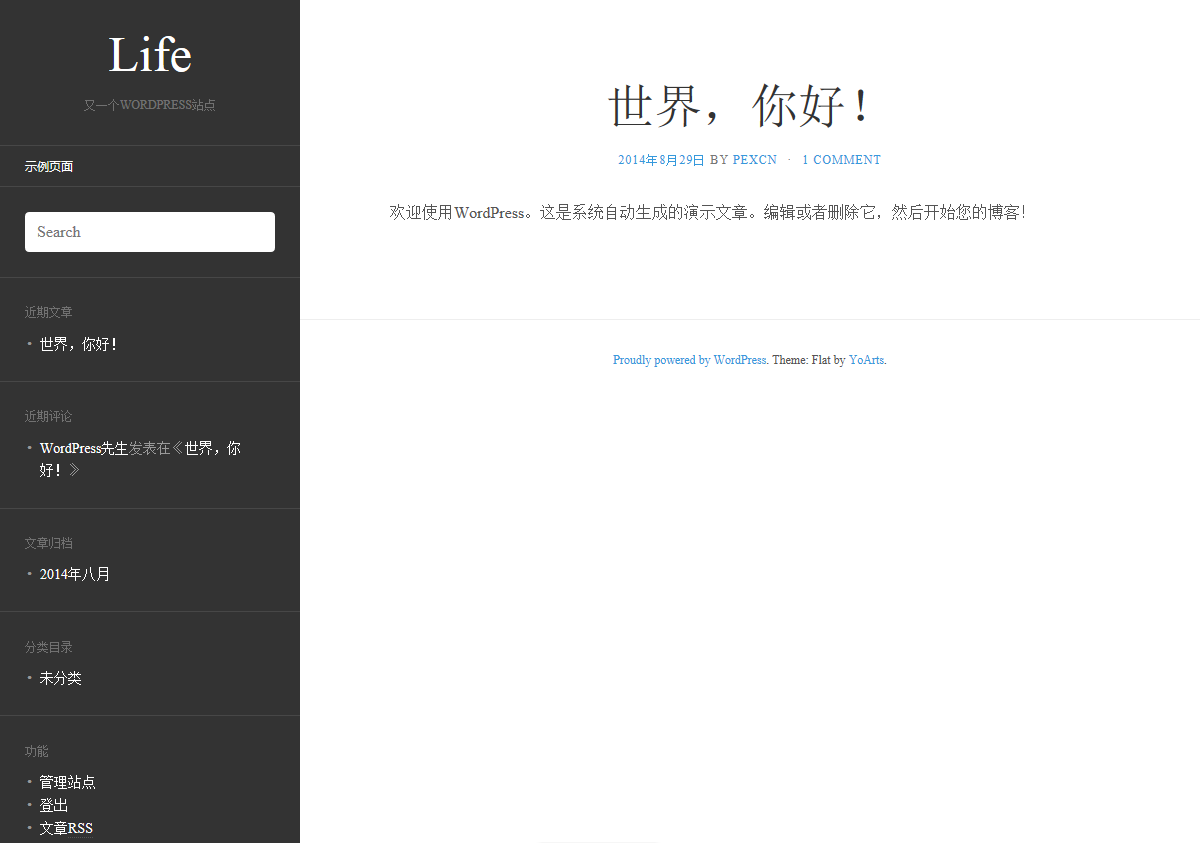 Life
又一个WORDPRESS站点
示例页面
Search
近期文章
世界，你好！
近期评论
WordPress先生发表在《世界，你
好！》
文章归档
2014年八月
分类目录
未分类
功能
管理站点
登出
文章RSS
世界，你好！
2014年8月29日 BY PEXCN · 1 COMMENT
欢迎使用WordPress。这是系统自动生成的演示文章。编辑或者删除它，然后开始您的博客！
Proudly powered by WordPress. Theme: Flat by YoArts.